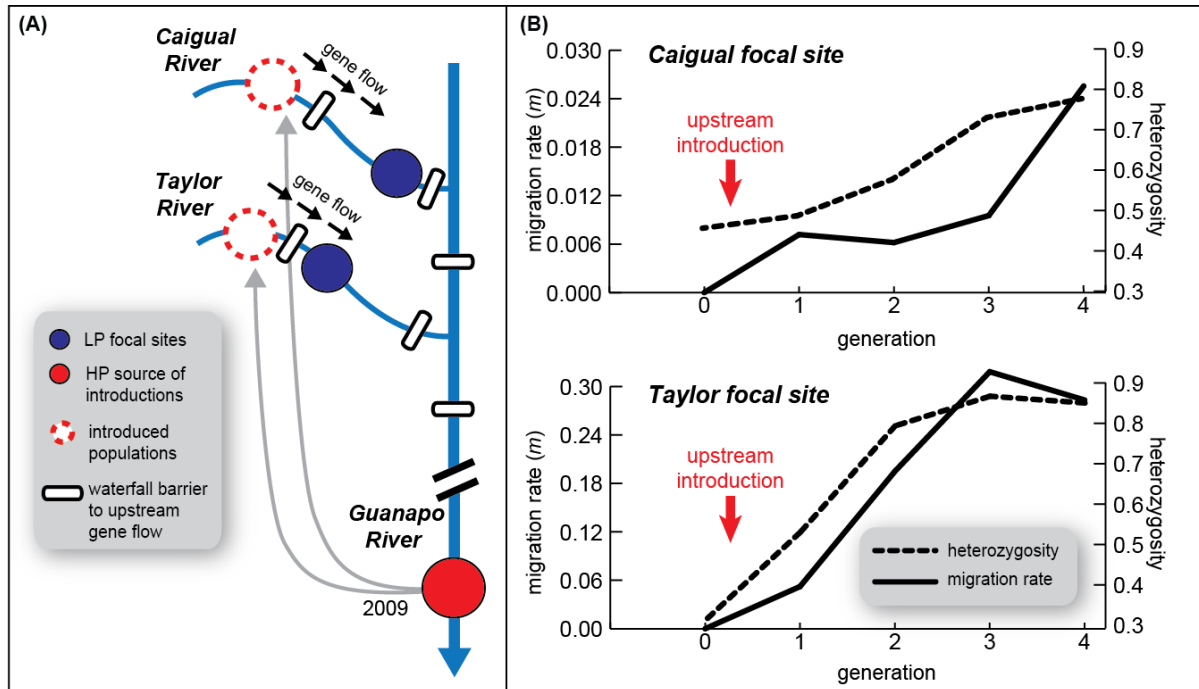 (A)
Caigual
River
gene flow
Taylor
River
gene flow
LP focal sites
HP source of
introductions
introduced
populations
waterfall barrier
to upstream
gene flow
Guanapo
River
2009
(B)
Caigual focal site
upstream
introduction
migration rate (m)
0.030
0.024
0.018
0.012
0.006
0.000
0.9
0.8
0.7
0.6
0.5
0.4
0.3
heterozygosity
0 1 2 3 4
generation
Taylor focal site
upstream
introduction
migration rate (m)
0.30
0.24
0.18
0.12
0.06
0.00
0.9
0.8
0.7
0.6
0.5
0.4
0.3
heterozygosity
heterozygosity
migration rate
0 1 2 3 4
generation